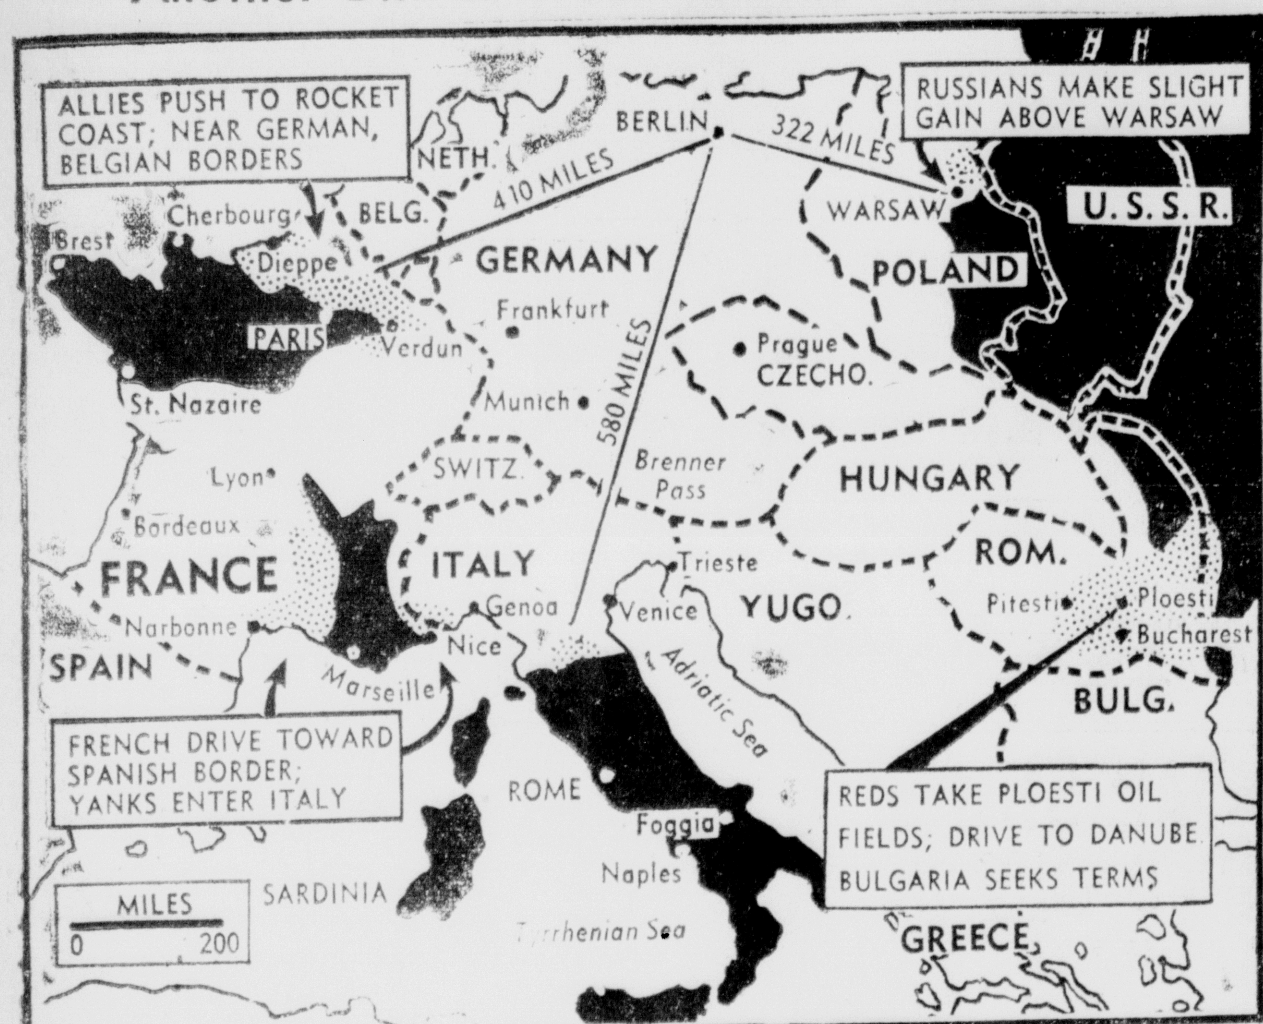 ALLIES PUSH TO ROCKET
COAST; NEAR GERMAN,
BELGIAN BORDERS
RUSSIANS MAKE SLIGHT
GAIN ABOVE WARSAW
BERLIN
322 MILES
410 MILES
NETH.
BELG.
Cherbourg
Brest
Dieppe
WARSAW
U.S.S.R.
GERMANY
POLAND
Frankfurt
PARIS
Verdun
580 MILES
Prague
CZECHO.
St. Nazaire
Munich
SWITZ.
Brenner
Pass
HUNGARY
Lyon
Bordeaux
FRANCE
ITALY
Trieste
ROM.
Genoa
Venice
YUGO.
Pitesti
Ploesti
Narbonne
Nice
Bucharest
SPAIN
Marseille
Adriatic Sea
BULG.
FRENCH DRIVE TOWARD
SPANISH BORDER;
YANKS ENTER ITALY
ROME
Foggia
Naples
REDS TAKE PLOESTI OIL
FIELDS; DRIVE TO DANUBE
BULGARIA SEEKS TERMS
MILES
0 200
SARDINIA
Tyrrhenian Sea
GREECE